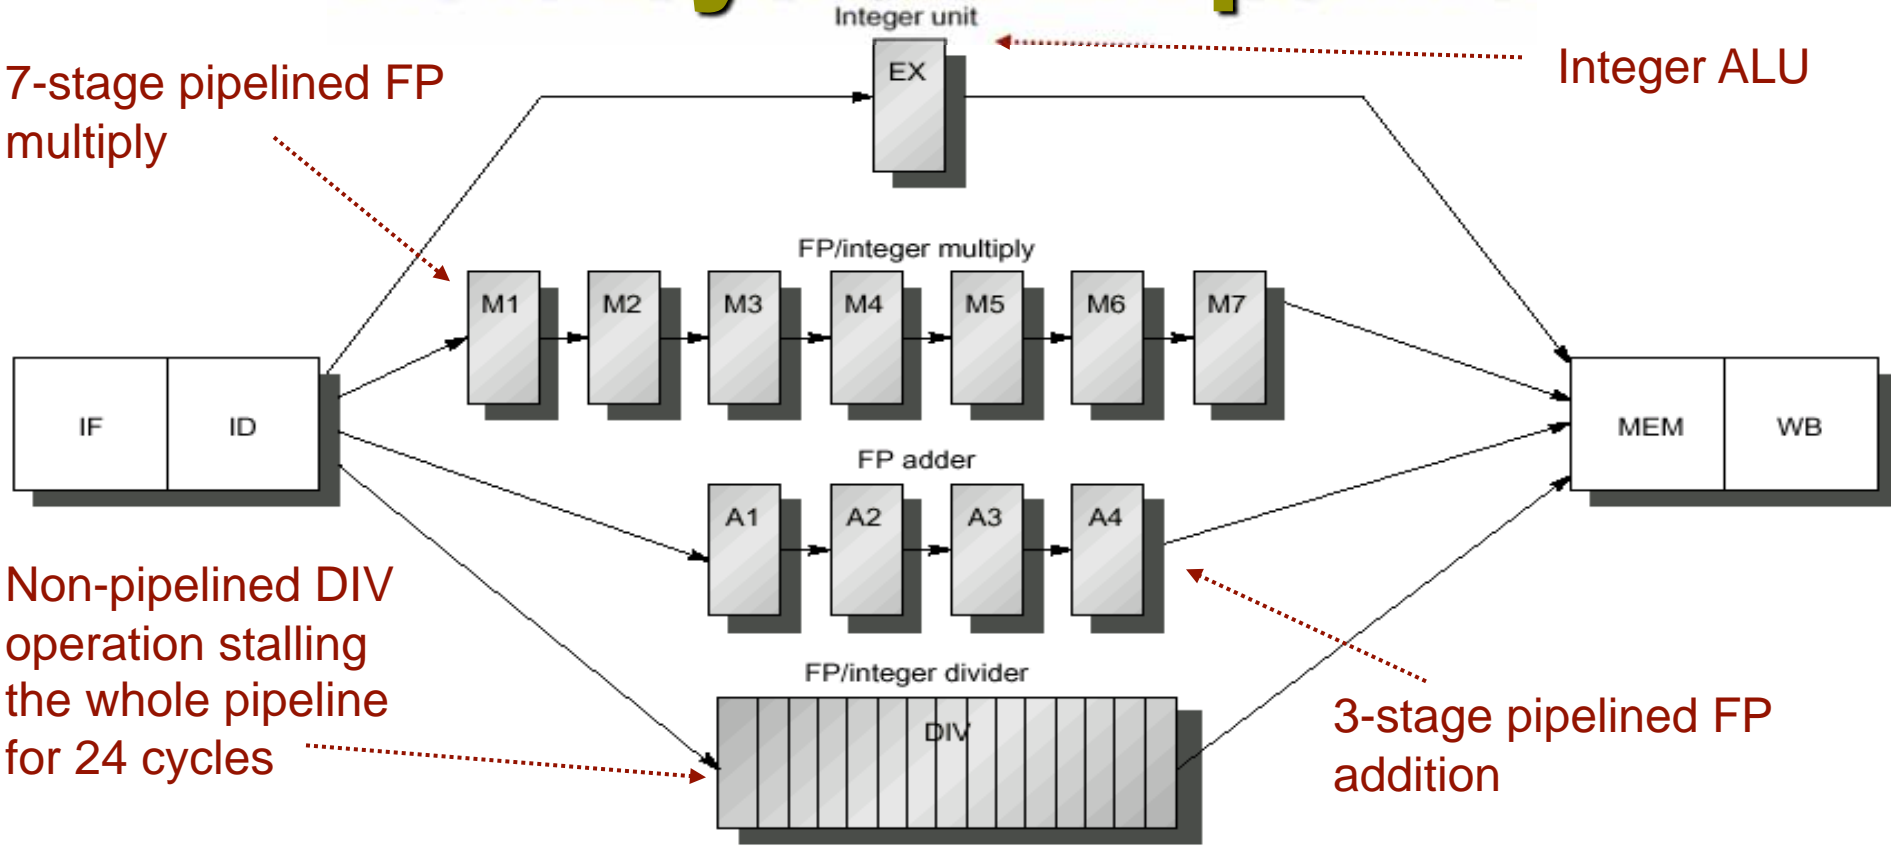 Integer unit
EX
Integer ALU
7-stage pipelined FP
multiply
FP/integer multiply
M1 M2 M3 M4 M5 M6 M7
IF ID
MEM WB
FP adder
A1 A2 A3 A4
Non-pipelined DIV
operation stalling
the whole pipeline
for 24 cycles
FP/integer divider
DIV
3-stage pipelined FP
addition